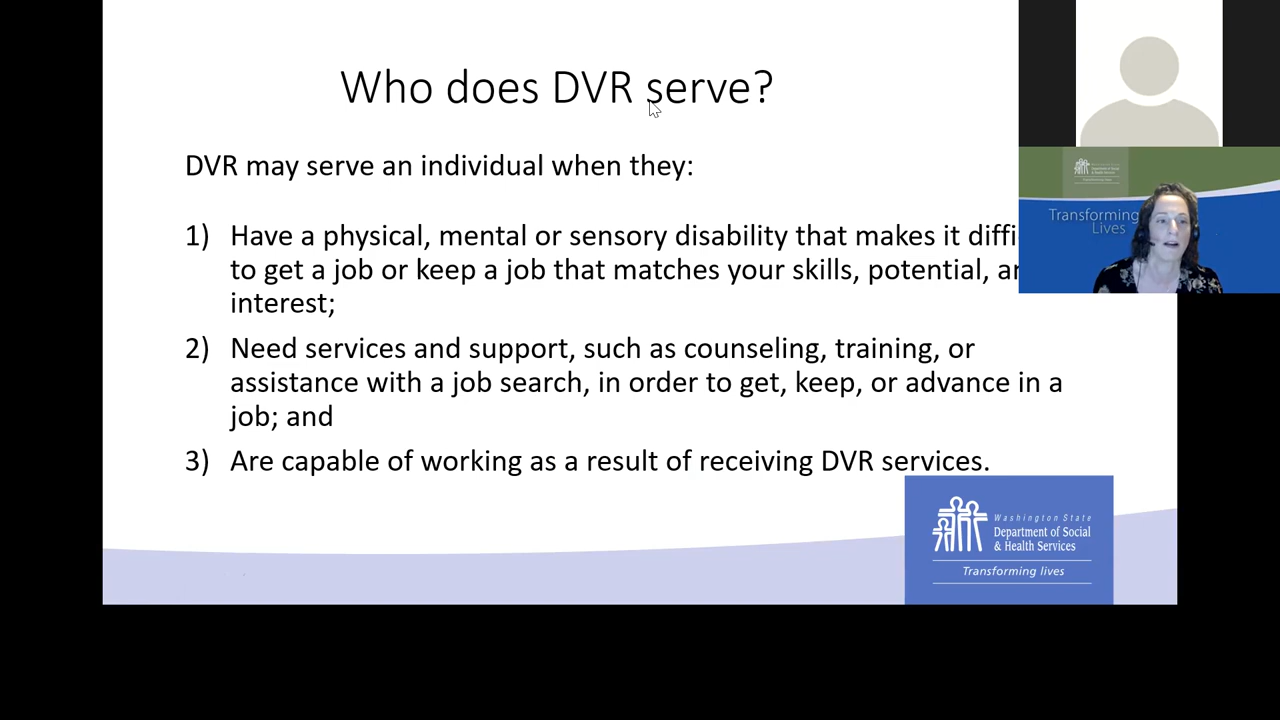 Who does DVR serve?
DVR may serve an individual when they:
1) Have a physical, mental or sensory disability that makes it diffi
to get a job or keep a job that matches your skills, potential, an
interest;
2) Need services and support, such as counseling, training, or
assistance with a job search, in order to get, keep, or advance in a
job; and
3) Are capable of working as a result of receiving DVR services.
Transforming
Lives
Washington State
Department of Social
& Health Services
Transforming lives